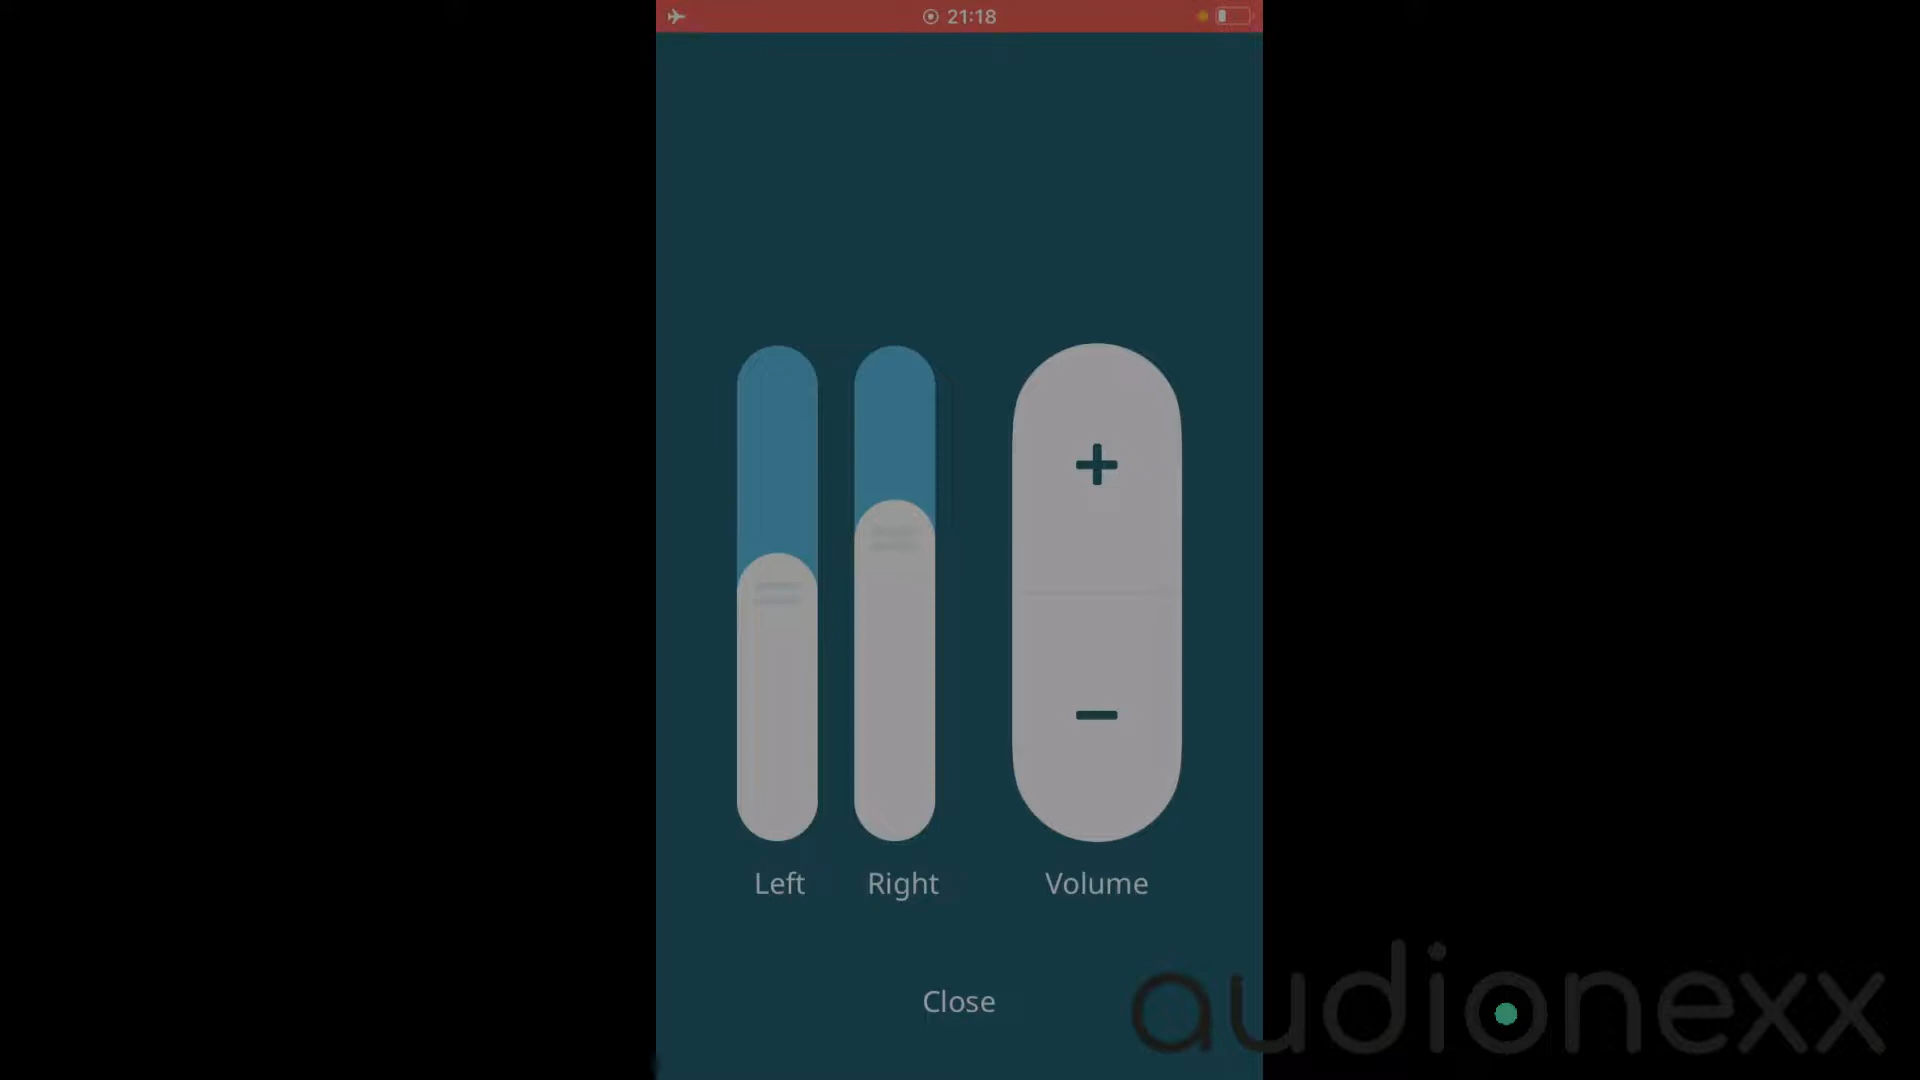 21:18
+
−
Left Right Volume
Close
audionexx